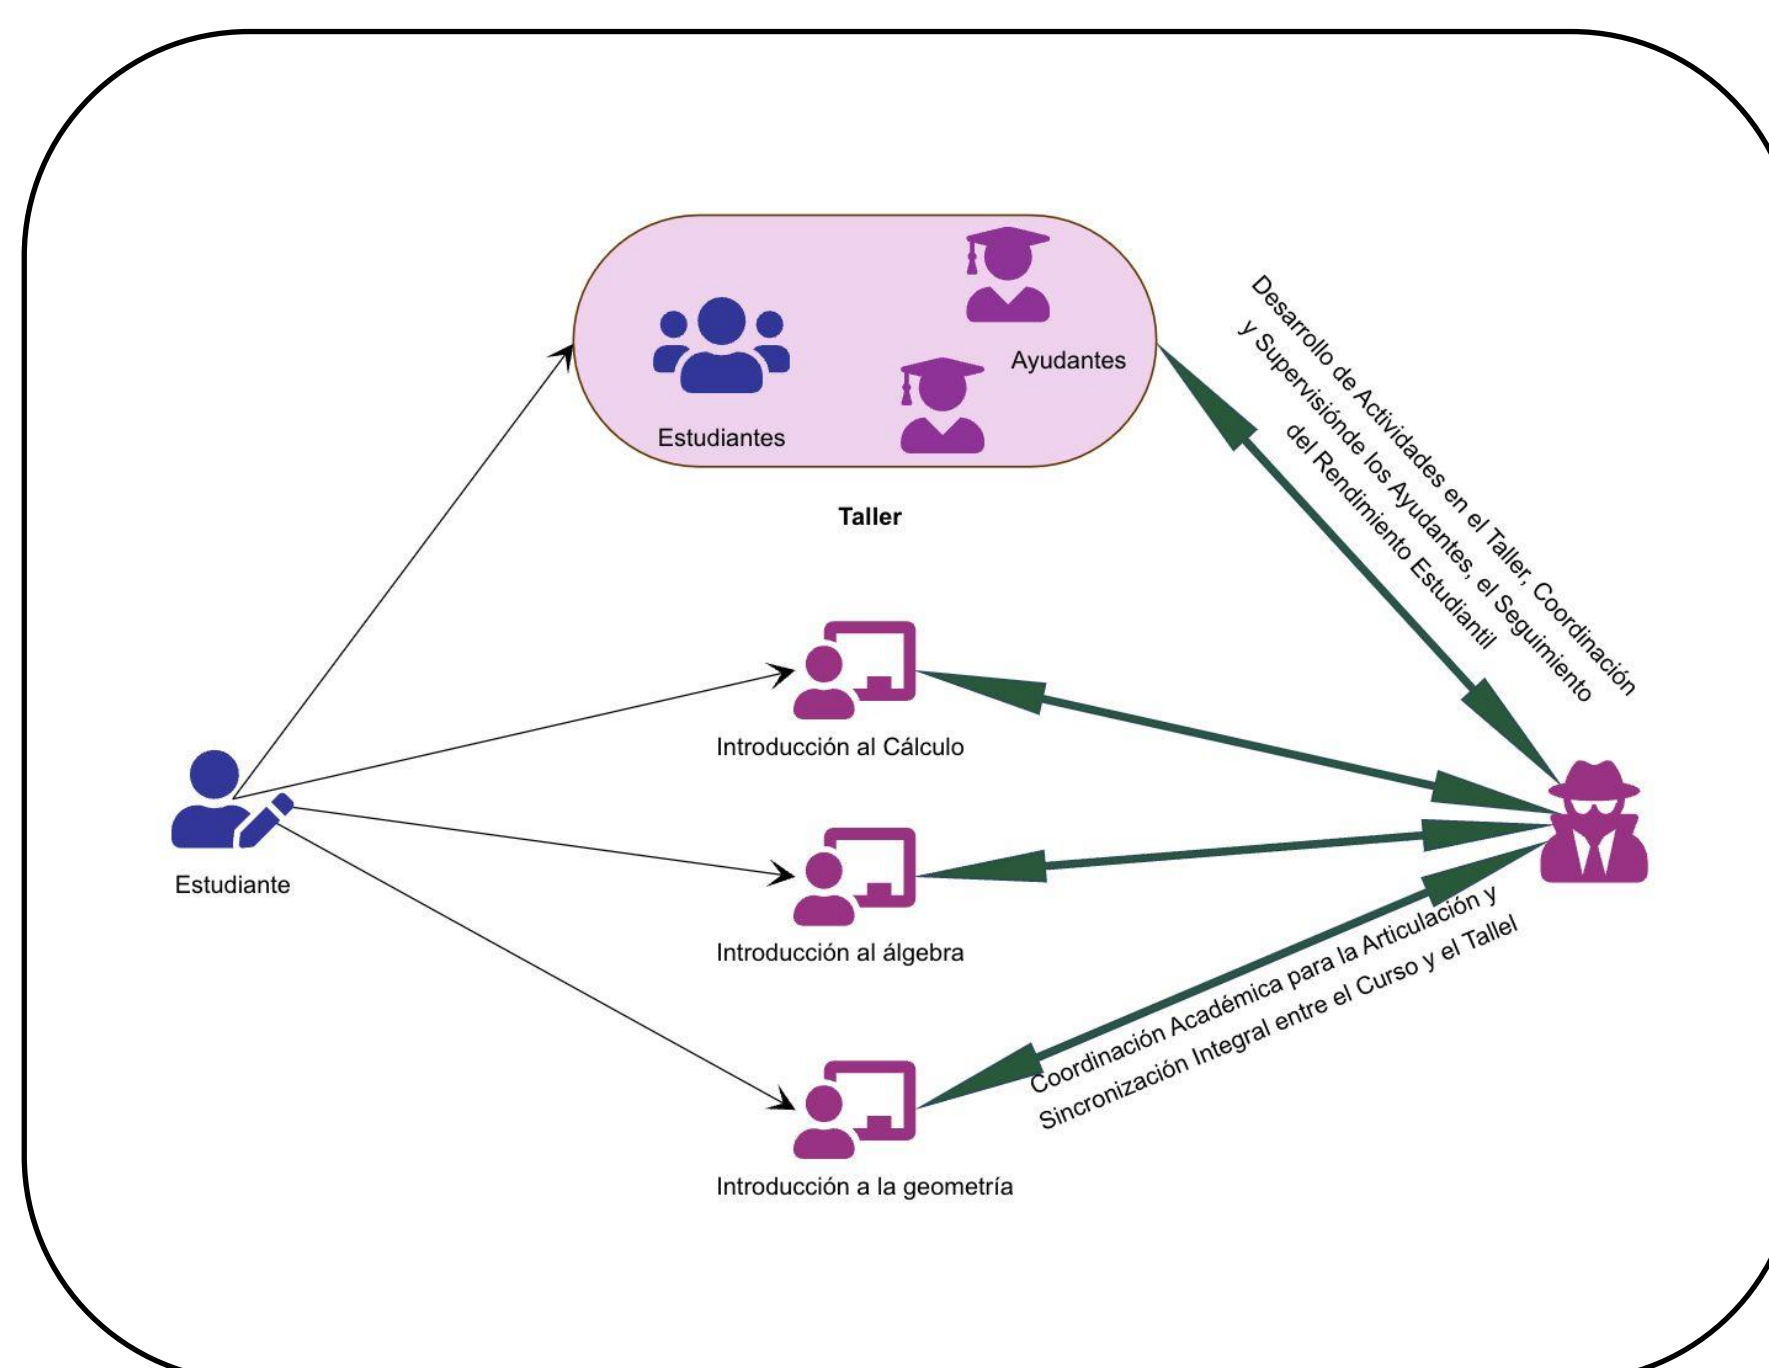 Ayudantes
Estudiantes
Taller
Desarrollo de Actividades en el Taller, Coordinación
y Supervisiónde los Ayudantes, el Seguimiento
del Rendimiento Estudiantil
Introducción al Cálculo
Estudiante
Introducción al álgebra
Coordinación Académica para la Articulación y
Sincronización Integral entre el Curso y el Tallel
Introducción a la geometría